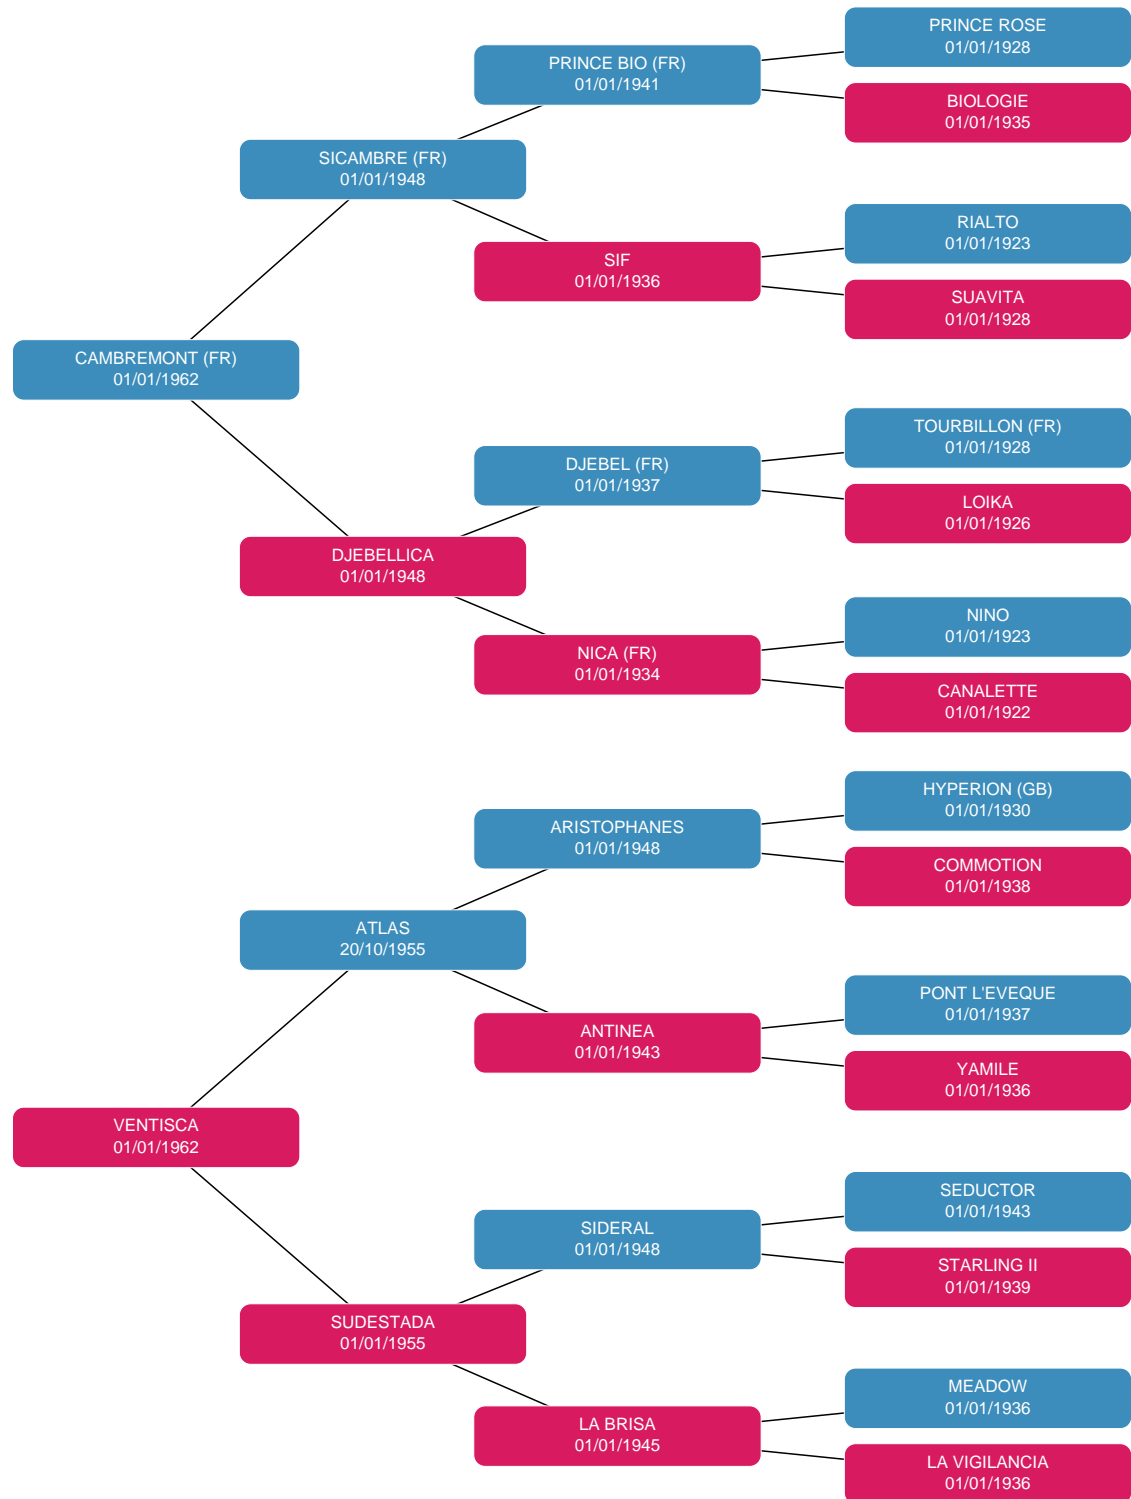 PRINCE ROSE
01/01/1928
PRINCE BIO (FR)
01/01/1941
BIOLOGIE
01/01/1935
SICAMBRE (FR)
01/01/1948
RIALTO
01/01/1923
SIF
01/01/1936
SUAVITA
01/01/1928
CAMBREMONT (FR)
01/01/1962
TOURBILLON (FR)
01/01/1928
DJEBEL (FR)
01/01/1937
LOIKA
01/01/1926
DJEBELLICA
01/01/1948
NINO
01/01/1923
NICA (FR)
01/01/1934
CANALETTE
01/01/1922
HYPERION (GB)
01/01/1930
ARISTOPHANES
01/01/1948
COMMOTION
01/01/1938
ATLAS
20/10/1955
PONT L'EVEQUE
01/01/1937
ANTINEA
01/01/1943
YAMILE
01/01/1936
VENTISCA
01/01/1962
SEDUCTOR
01/01/1943
SIDERAL
01/01/1948
STARLING II
01/01/1939
SUDESTADA
01/01/1955
MEADOW
01/01/1936
LA BRISA
01/01/1945
LA VIGILANCIA
01/01/1936